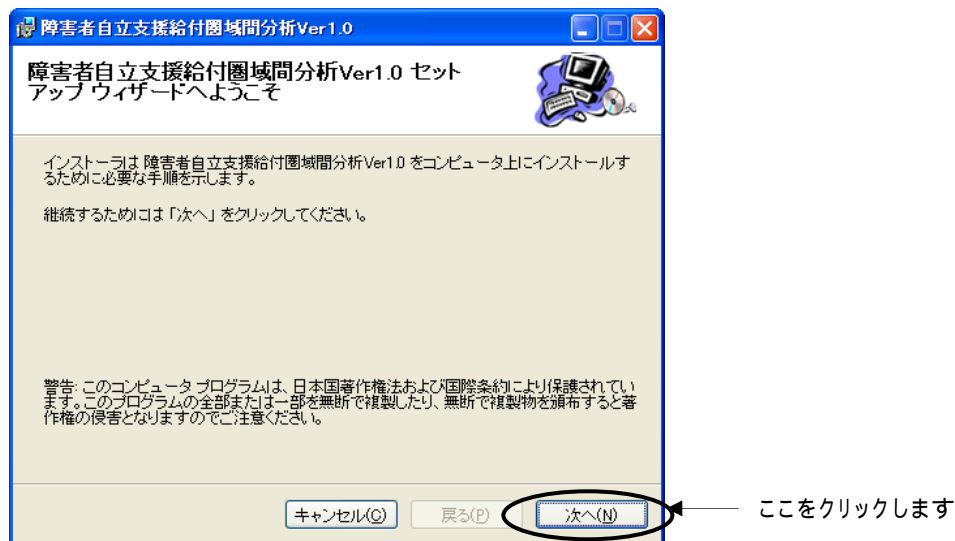 障害者自立支援給付圏域間分析Ver1.0
障害者自立支援給付圏域間分析Ver1.0 セット
アップ ウィザードへようこそ
インストーラは 障害者自立支援給付圏域間分析Ver1.0 をコンピュータ上にインストールす
るために必要な手順を示します。
継続するためには「次へ」をクリックしてください。
警告: このコンピュータ プログラムは、日本国著作権法および国際条約により保護されてい
ます。このプログラムの全部または一部を無断で複製したり、無断で複製物を頒布すると著
作権の侵害となりますのでご注意ください。
キャンセル(C) 戻る(P) 次へ(N) ここをクリックします